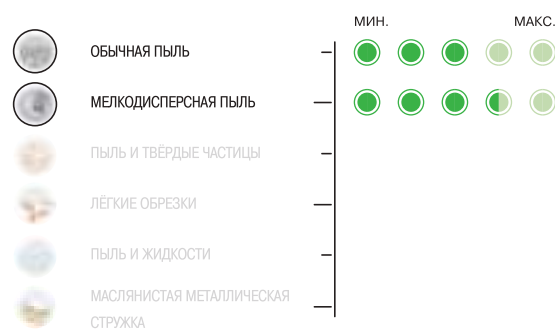 МИН. МАКС.
ОБЫЧНАЯ ПЫЛЬ
МЕЛКОДИСПЕРСНАЯ ПЫЛЬ
ПЫЛЬ И ТВЁРДЫЕ ЧАСТИЦЫ
ЛЁГКИЕ ОБРЕЗКИ
ПЫЛЬ И ЖИДКОСТИ
МАСЛЯНИСТАЯ МЕТАЛЛИЧЕСКАЯ
СТРУЖКА